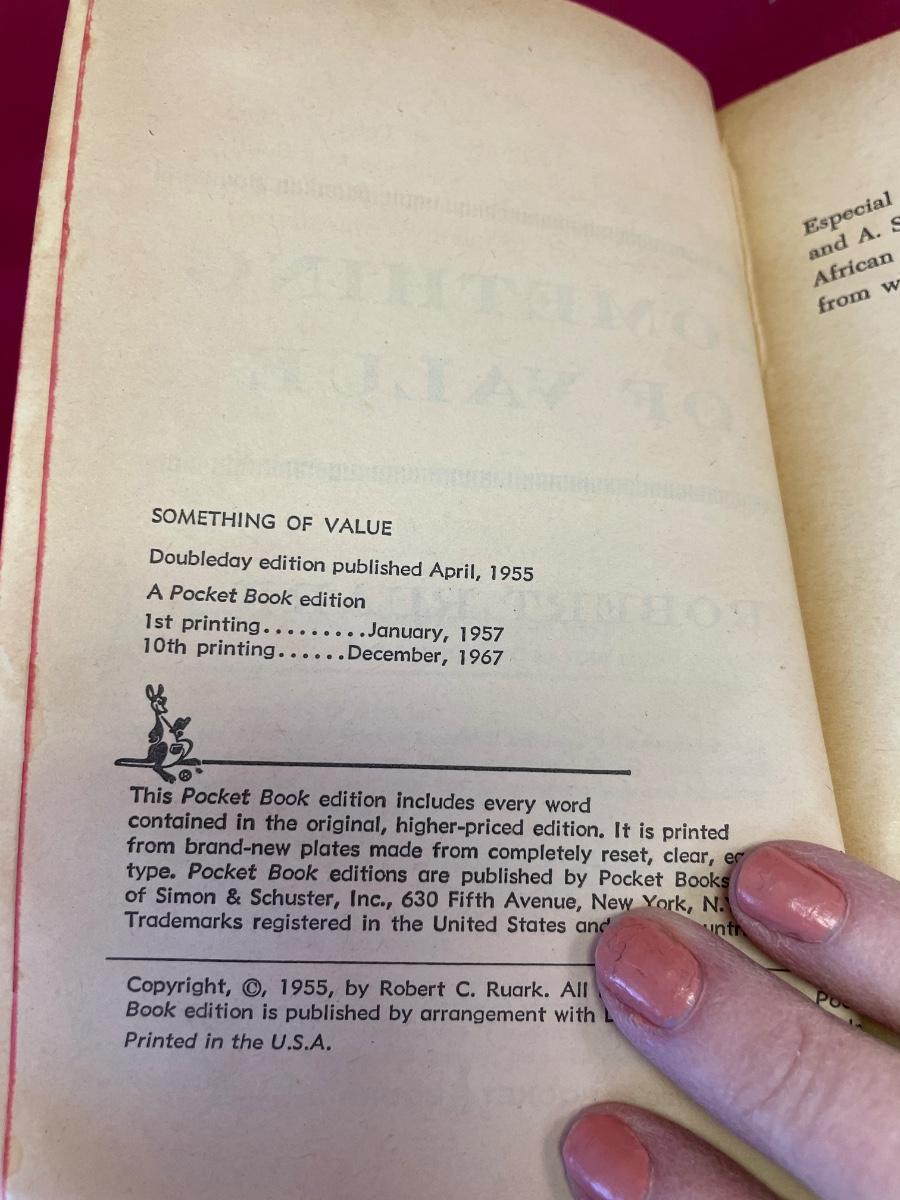 SOMETHING OF VALUE
Doubleday edition published April, 1955
A Pocket Book edition
1st printing.........January, 1957
10th printing......December, 1967
®
This Pocket Book edition includes every word
contained in the original, higher-priced edition. It is printed
from brand-new plates made from completely reset, clear,
type. Pocket Book editions are published by Pocket Books
of Simon & Schuster, Inc., 630 Fifth Avenue, New York, N.Y
Trademarks registered in the United States and
Copyright, ©, 1955, by Robert C. Ruark. All
Book edition is published by arrangement with
Printed in the U.S.A.
Especial
and A. S
African
from w